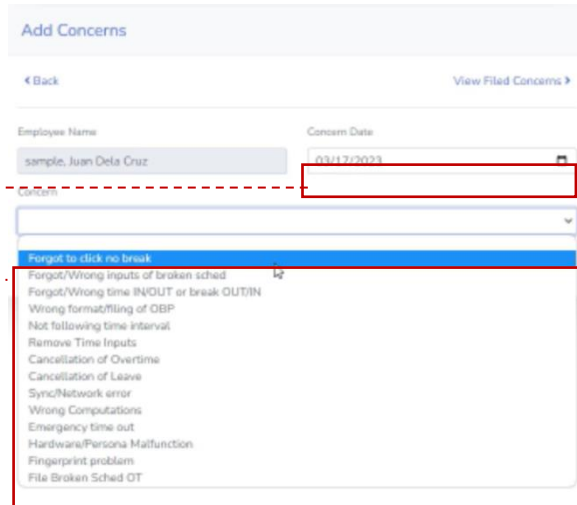 Add Concerns
Back
View Filed Concerns
Employee Name
Concern Date
sample, Juan Dela Cruz
03/17/2023
Concern
Forgot to click no break
Forgot/Wrong inputs of broken sched
Forgot/Wrong time IN/OUT or break OUT/IN
Wrong format/filing of OBP
Not following time interval
Remove Time Inputs
Cancellation of Overtime
Cancellation of Leave
Sync/Network error
Wrong Computations
Emergency time out
Hardware/Persona Malfunction
Fingerprint problem
File Broken Sched OT